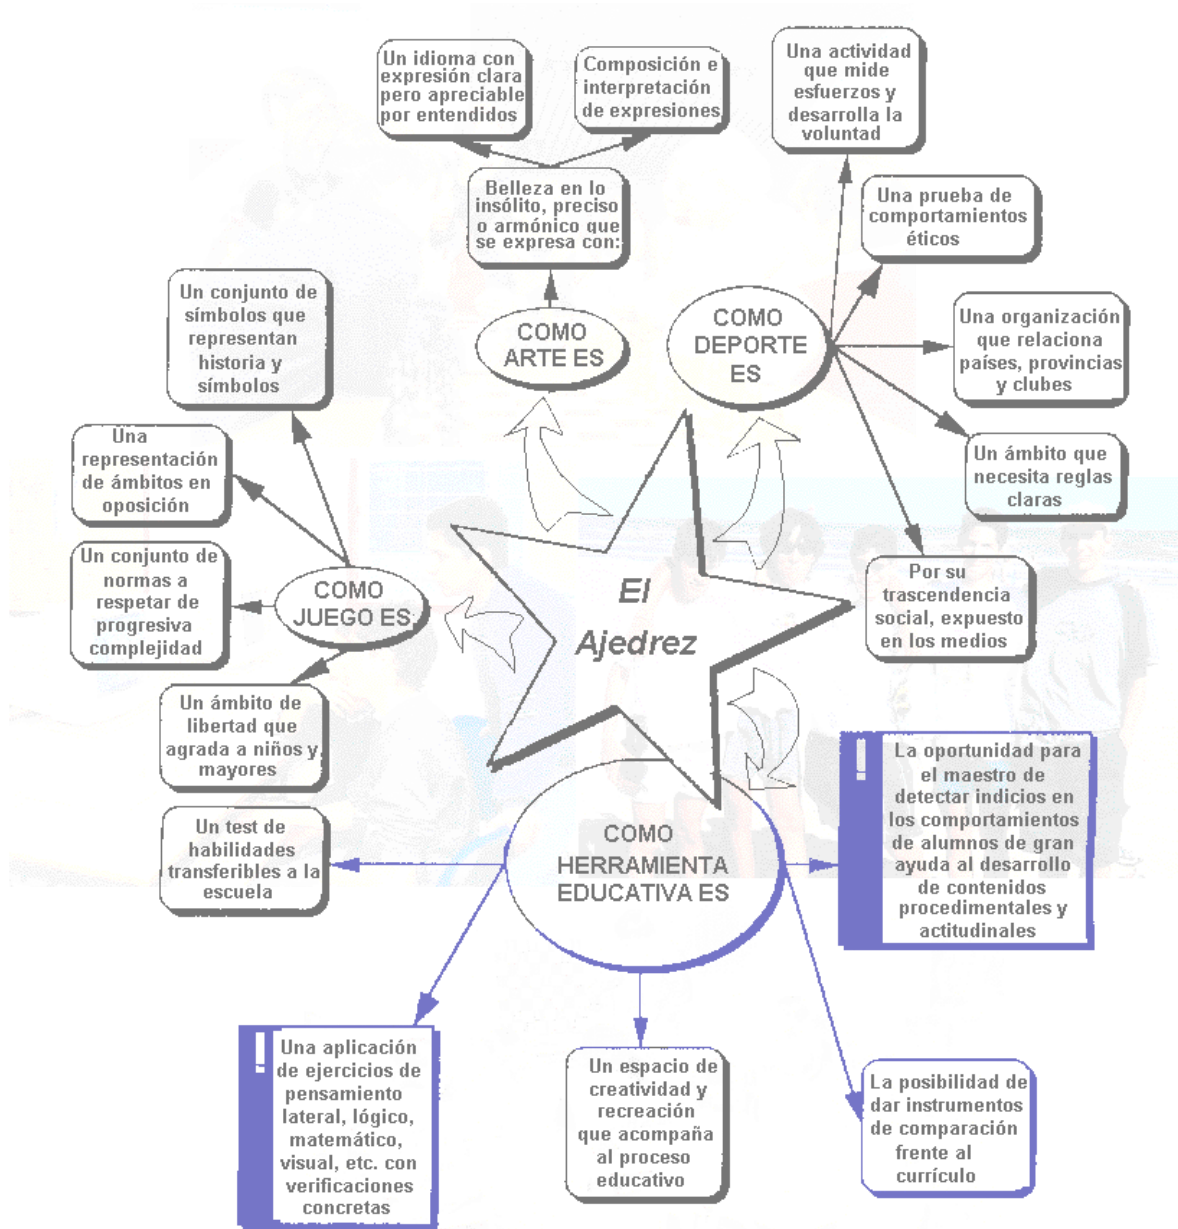 Un idioma con
expresión clara
pero apreciable
por entendidos
Composición e
interpretación
de expresiones
Una actividad
que mide
esfuerzos y
desarrolla la
voluntad
Belleza en lo
insólito, preciso
o armónico que
se expresa con:
Una prueba de
comportamientos
éticos
Un conjunto de
símbolos que
representan
historia y
símbolos
COMO
ARTE ES
COMO
DEPORTE
ES
Una organización
que relaciona
países, provincias
y clubes
Una
representación
de ámbitos en
oposición
Un ámbito que
necesita reglas
claras
Un conjunto de
normas a
respetar de
progresiva
complejidad
COMO
JUEGO ES
El
Ajedrez
Por su
trascendencia
social, expuesto
en los medios
Un ámbito de
libertad que
agrada a niños y
mayores
Un test de
habilidades
transferibles a la
escuela
COMO
HERRAMIENTA
EDUCATIVA ES
!
La oportunidad para
el maestro de
detectar indicios en
los comportamientos
de alumnos de gran
ayuda al desarrollo
de contenidos
procedimentales y
actitudinales
!
Una aplicación
de ejercicios de
pensamiento
lateral, lógico,
matemático,
visual, etc. con
verificaciones
concretas
Un espacio de
creatividad y
recreación
que acompaña
al proceso
educativo
La posibilidad de
dar instrumentos
de comparación
frente al
currículo